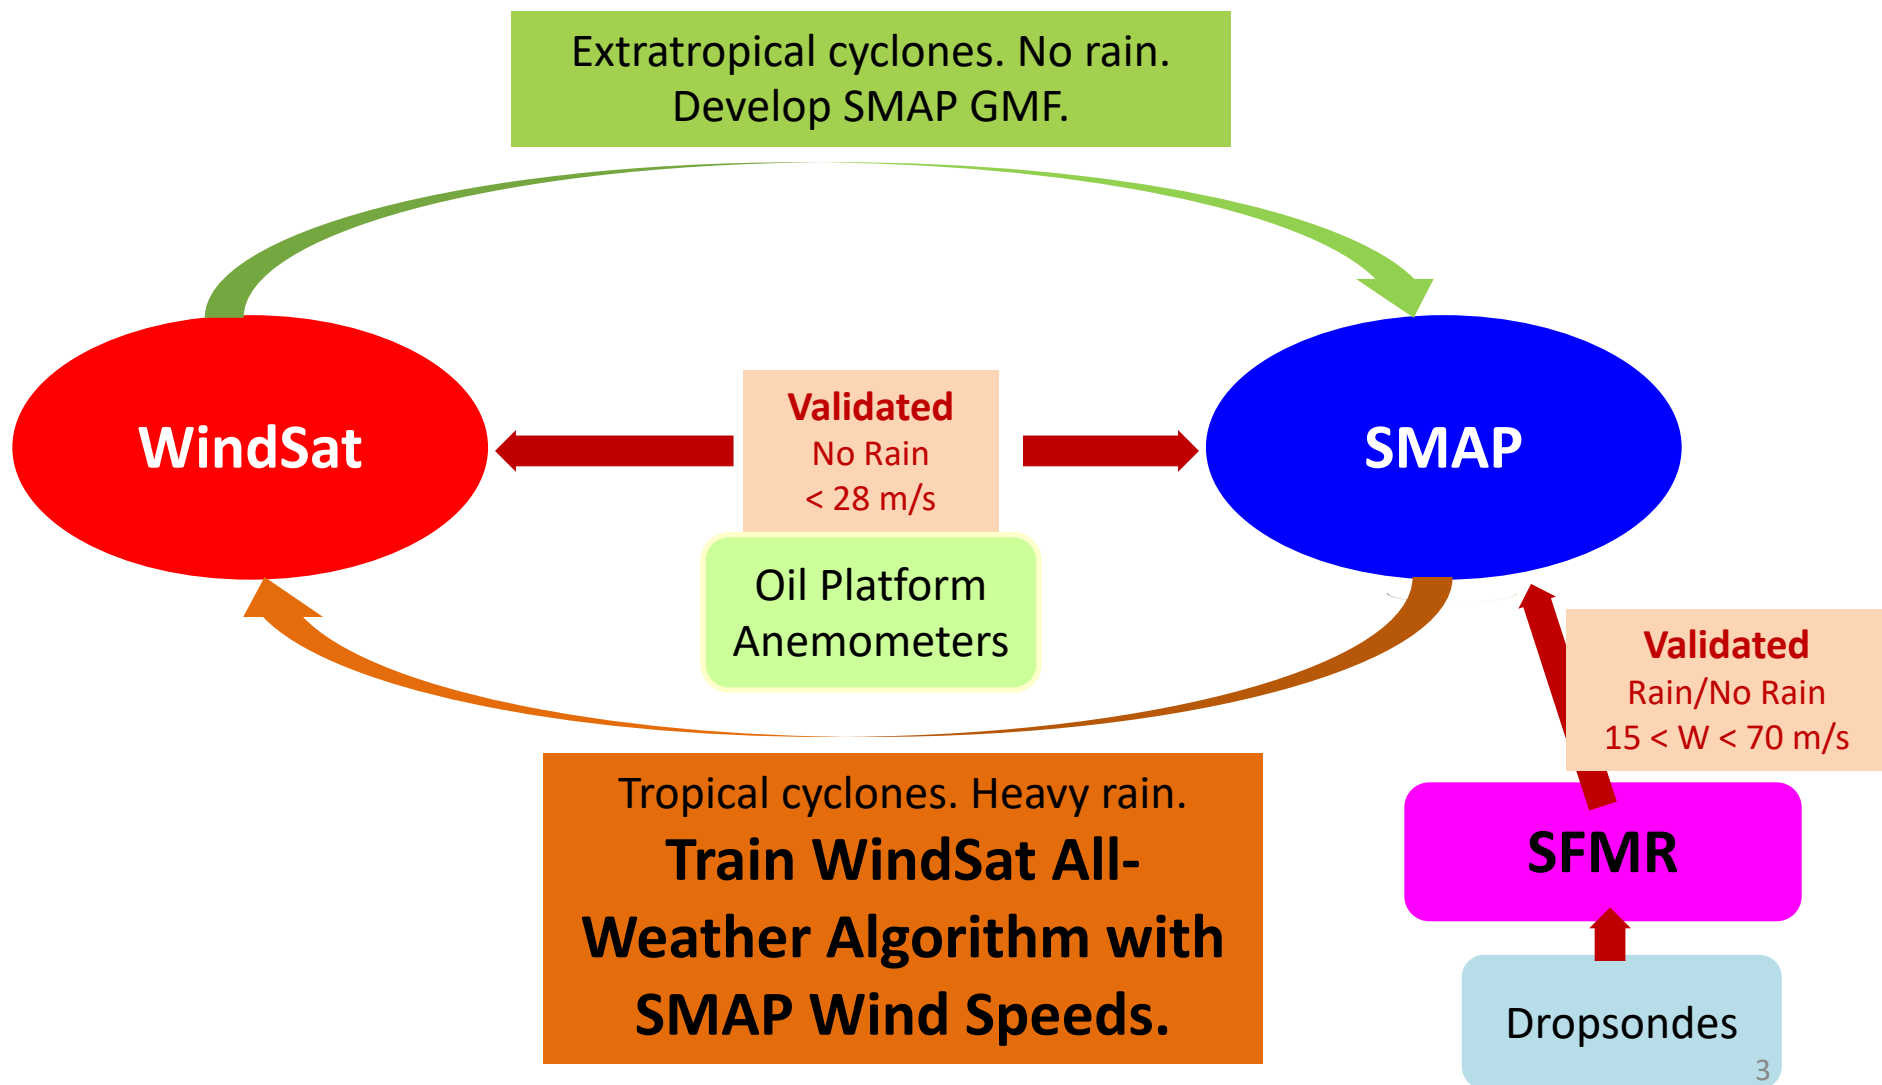 Extratropical cyclones. No rain.
Develop SMAP GMF.
WindSat
Validated
No Rain
< 28 m/s
SMAP
Oil Platform
Anemometers
Validated
Rain/No Rain
15 < W < 70 m/s
Tropical cyclones. Heavy rain.
Train WindSat All-
Weather Algorithm with
SMAP Wind Speeds.
SFMR
Dropsondes
3